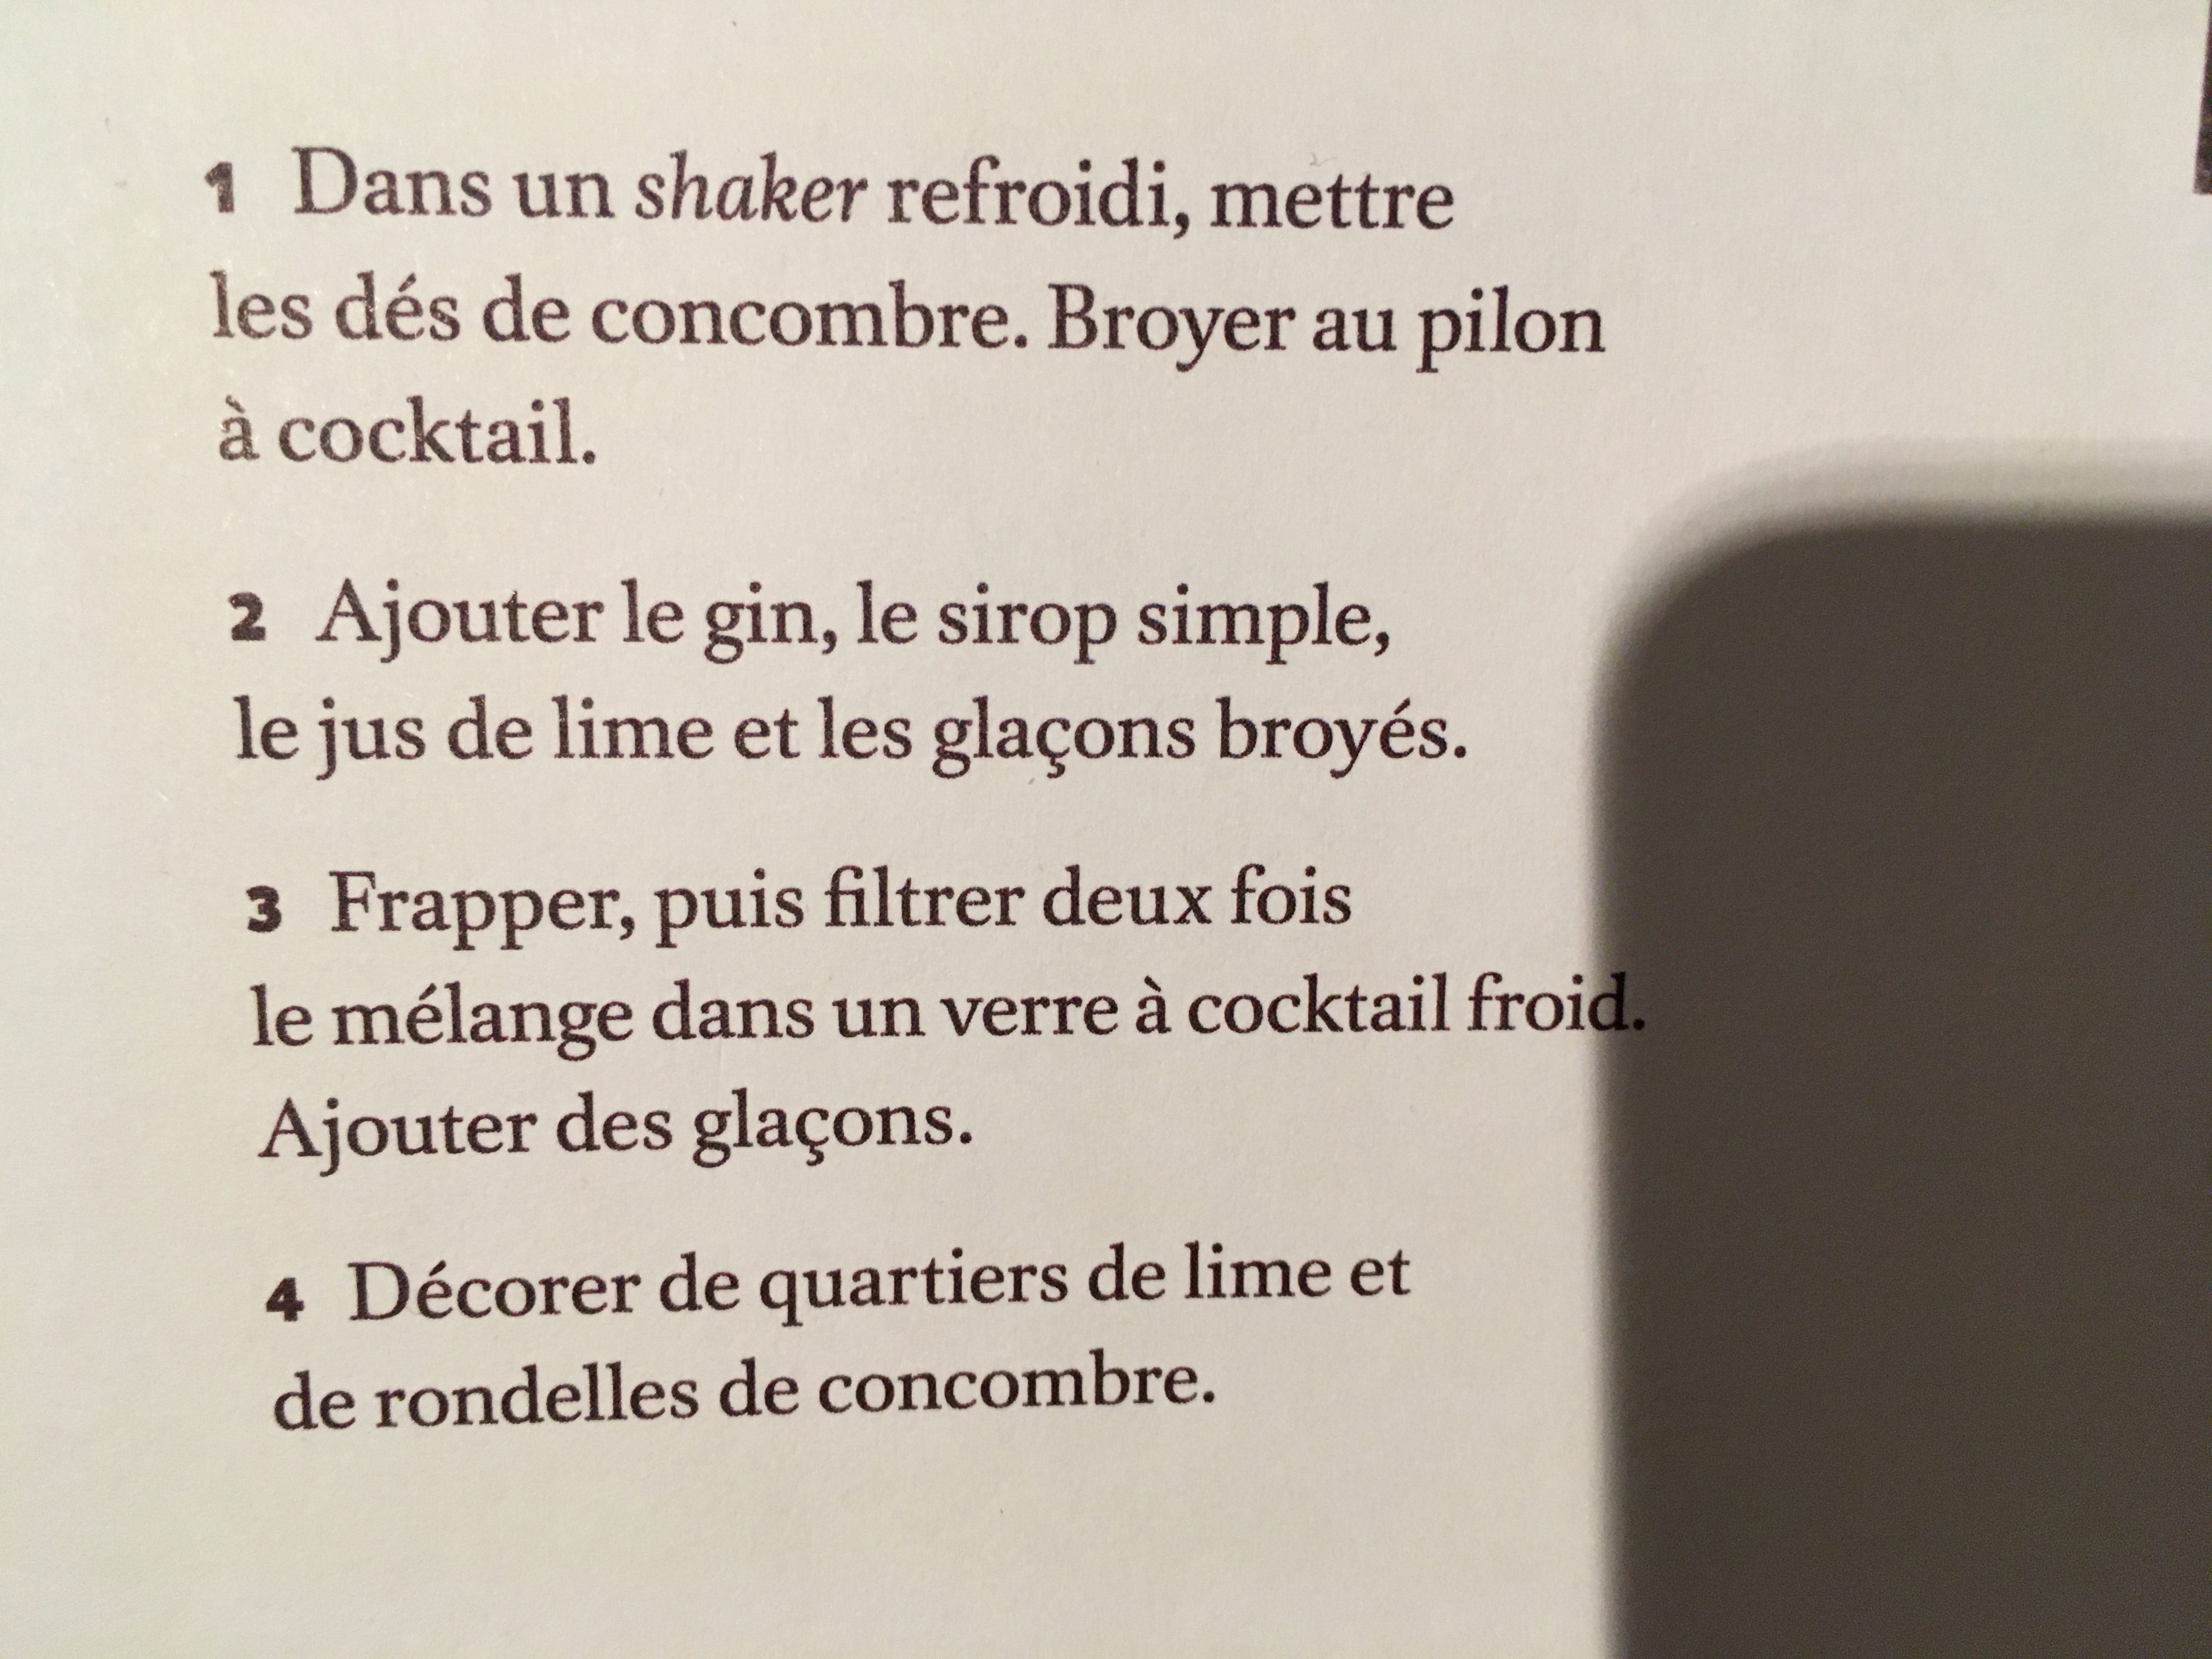 1 Dans un shaker refroidi, mettre
les dés de concombre. Broyer au pilon
à cocktail.
2 Ajouter le gin, le sirop simple,
le jus de lime et les glaçons broyés.
3 Frapper, puis filtrer deux fois
le mélange dans un verre à cocktail froid.
Ajouter des glaçons.
4 Décorer de quartiers de lime et
de rondelles de concombre.